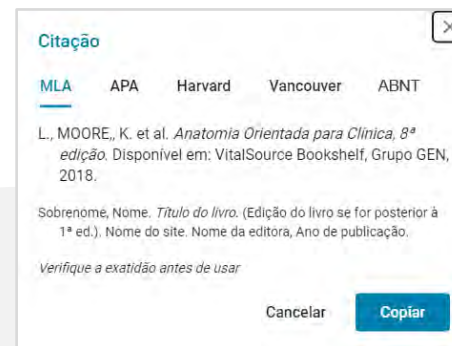 Citação
MLA APA Harvard Vancouver ABNT
L., MOORE,, K. et al. Anatomia Orientada para Clínica, 8ª
edição. Disponível em: VitalSource Bookshelf, Grupo GEN,
2018.
Sobrenome, Nome. Título do livro. (Edição do livro se for posterior à
1ª ed.). Nome do site. Nome da editora, Ano de publicação.
Verifique a exatidão antes de usar
Cancelar Copiar